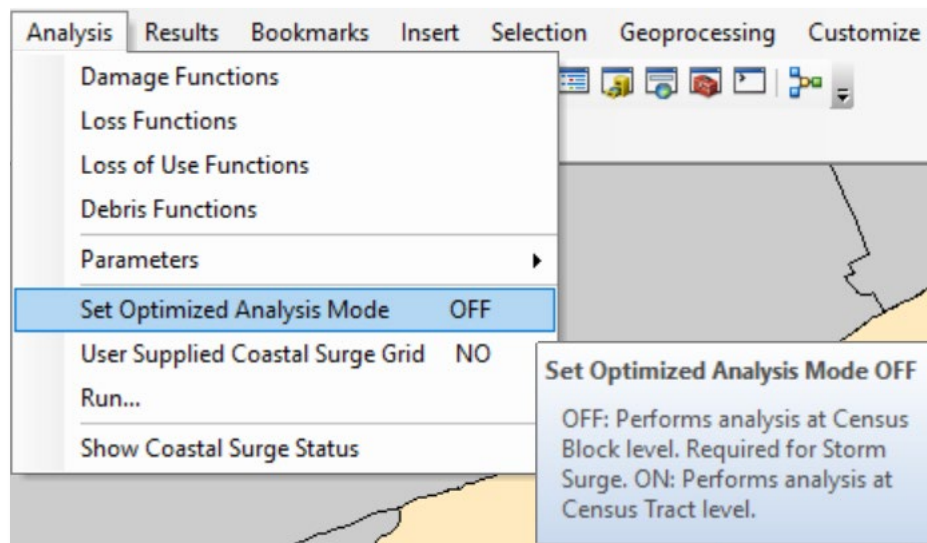 Analysis Results Bookmarks Insert Selection Geoprocessing Customize
Damage Functions
Loss Functions
Loss of Use Functions
Debris Functions
Parameters
Set Optimized Analysis Mode OFF
User Supplied Coastal Surge Grid NO
Run...
Show Coastal Surge Status
Set Optimized Analysis Mode OFF
OFF: Performs analysis at Census
Block level. Required for Storm
Surge. ON: Performs analysis at
Census Tract level.